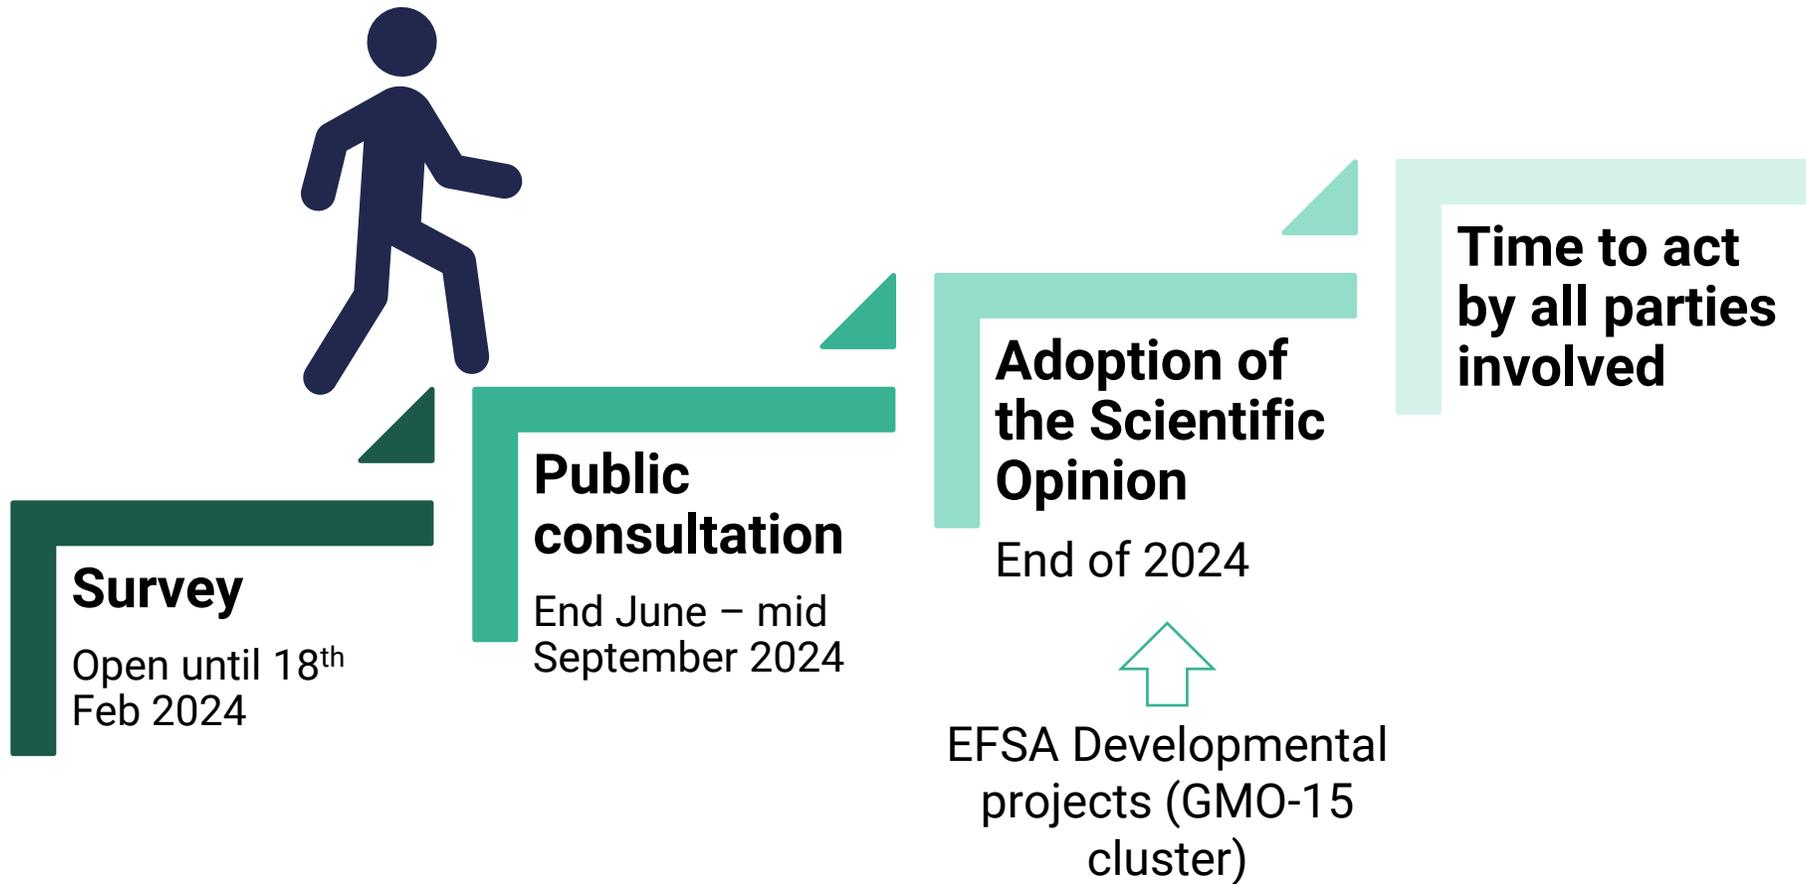 Survey
Open until 18th
Feb 2024
Public
consultation
End June – mid
September 2024
Adoption of
the Scientific
Opinion
End of 2024
EFSA Developmental
projects (GMO-15
cluster)
Time to act
by all parties
involved